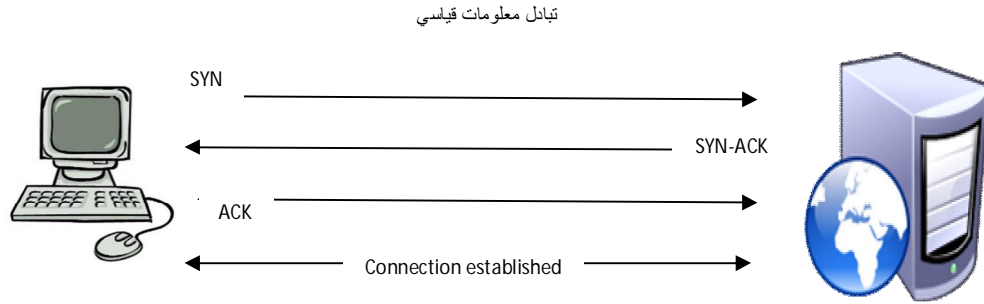 تبادل معلومات قياسي
SYN
SYN-ACK
ACK
Connection established